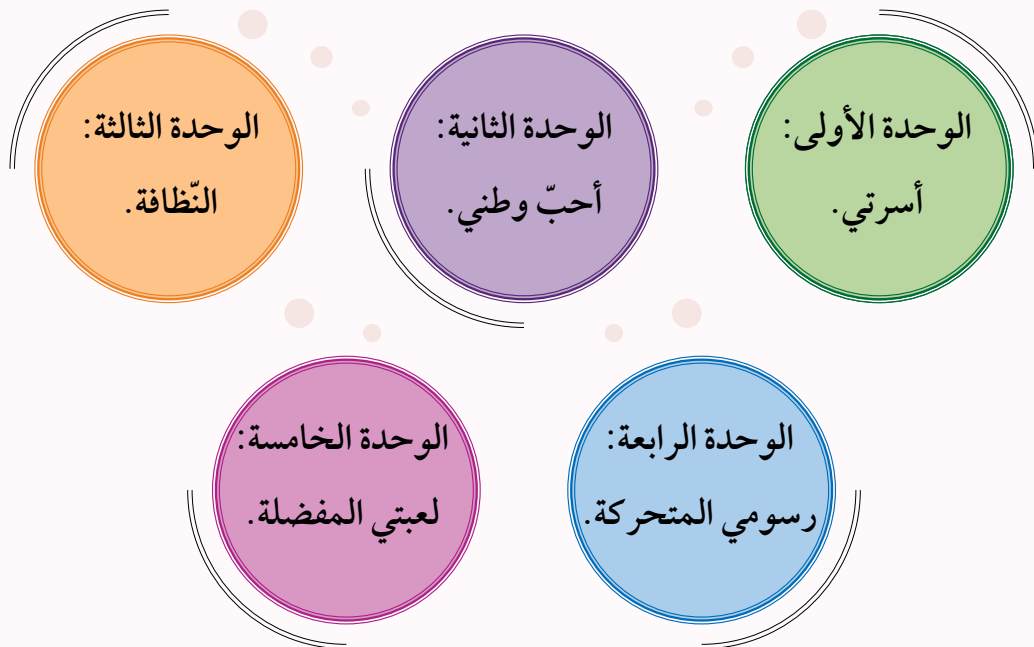 الوحدة الأولى:
أسرتي.
الوحدة الثانية:
أحبّ وطني.
الوحدة الثالثة:
النّظافة.
الوحدة الرابعة:
رسومي المتحركة.
الوحدة الخامسة:
لعبتي المفضلة.